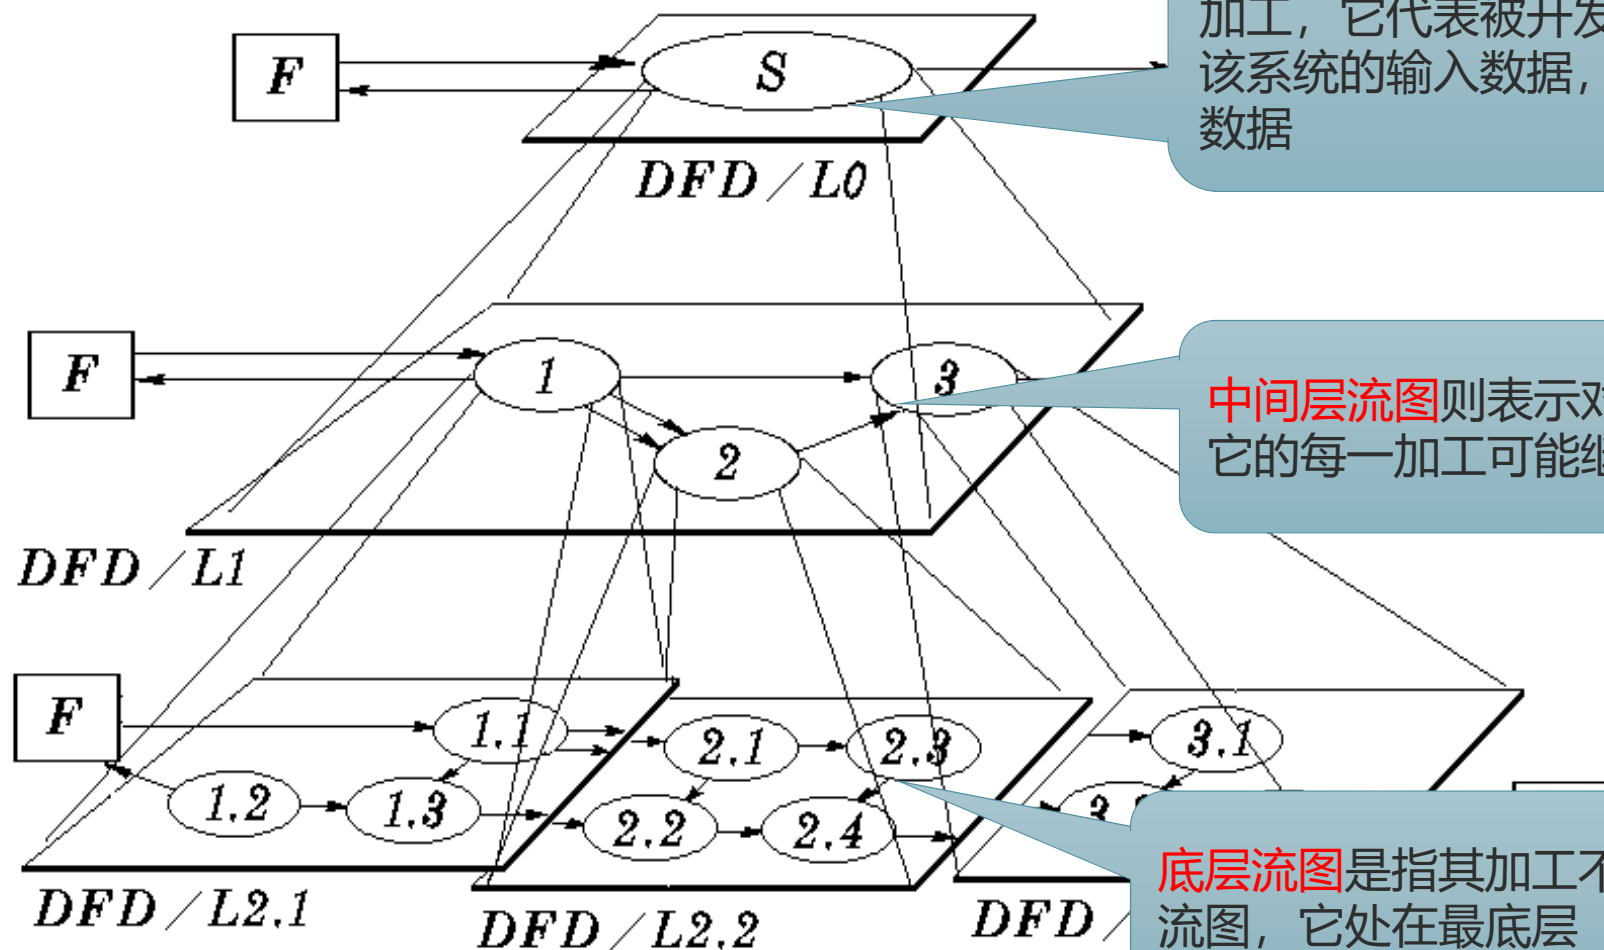 加工，它代表被开发
该系统的输入数据，
数据
F
S
DFD／L0
F
1
3
2
中间层流图则表示对
它的每一加工可能继
DFD／L1
F
1.1
2.1
2.3
3.1
1.2
1.3
2.2
2.4
底层流图是指其加工不
流图，它处在最底层
DFD／L2.1
DFD／L2.2
DFD／